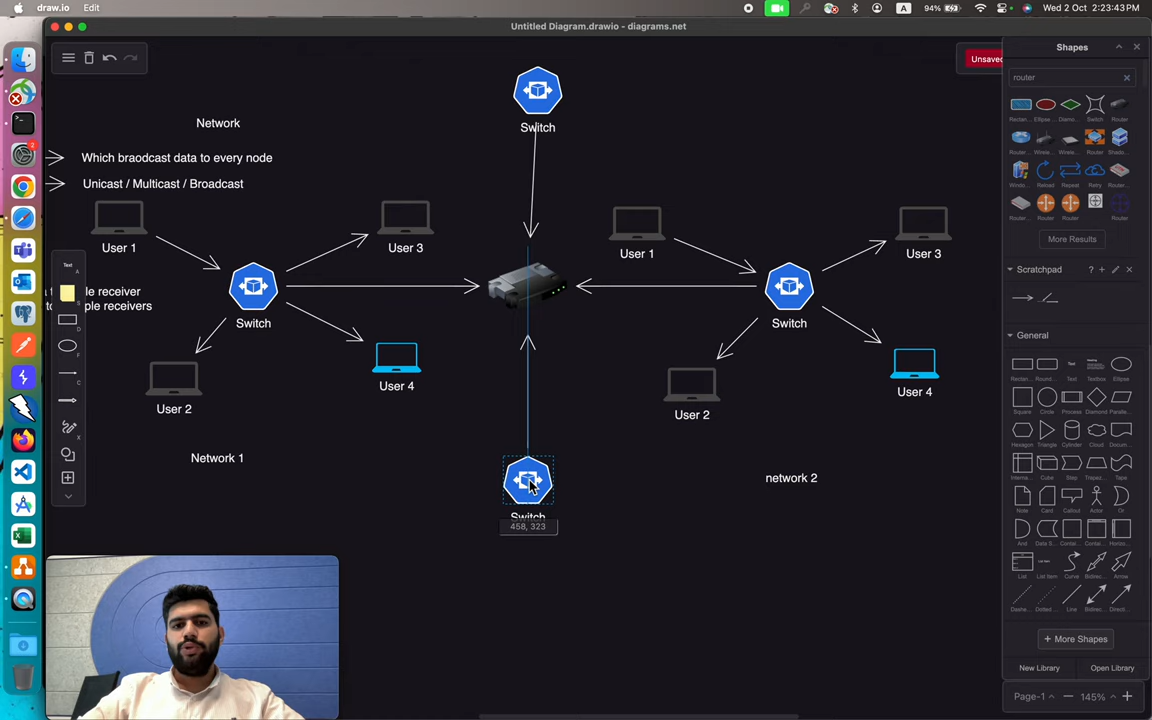 draw.io Edit
94%
A
Wed 2 Oct 2:23:43 PM
Untitled Diagram.drawio - diagrams.net
Unsaved
Shapes
router
Network
Which braodcast data to every node
Unicast / Multicast / Broadcast
User 1
User 3
Switch
User 2
User 4
Network 1
Switch
Switch
458, 323
User 1
User 3
Switch
User 2
User 4
network 2
le receiver
ple receivers
Text
Rectan... Ellipse Diamo... Switch Router
Router... Wirele... Wirele... Router Shado...
Windo... Reload Repeat Retry Router...
Router... Router Router Router
More Results
Scratchpad
?
General
Rectan... Round... Text Textbox Ellipse
Square Circle Process Diamond Paralle...
Hexagon Triangle Cylinder Cloud Docum...
Interna... Cube Step Trapez... Tape
Note Card Callout Actor Or
And Data S... Contai... Contai... Horizo...
List List Item Curve Bidirec... Arrow
Dashe... Dotted... Line Bidirec... Directi...
+ More Shapes
New Library Open Library
Page-1
145%